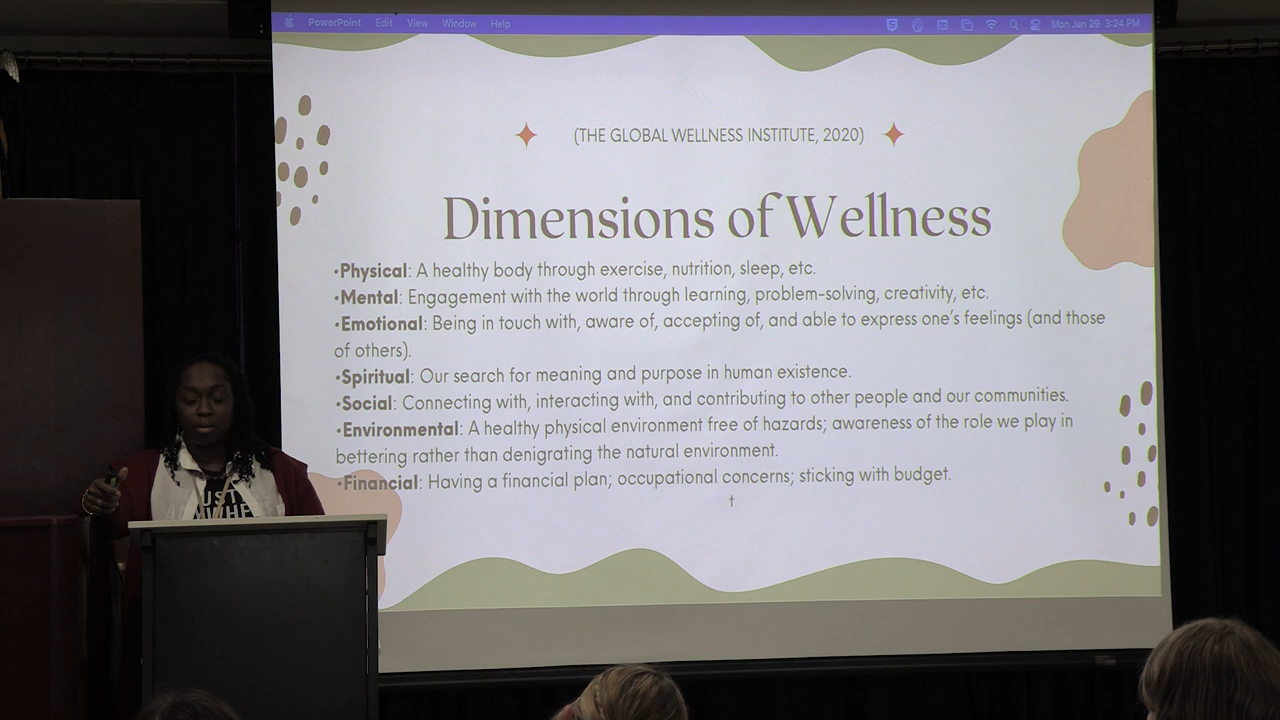 PowerPoint Edit View Window Help Mon Jan 29 3:24 PM
(THE GLOBAL WELLNESS INSTITUTE, 2020)
Dimensions of Wellness
•Physical: A healthy body through exercise, nutrition, sleep, etc.
•Mental: Engagement with the world through learning, problem-solving, creativity, etc.
•Emotional: Being in touch with, aware of, accepting of, and able to express one's feelings (and those
of others).
•Spiritual: Our search for meaning and purpose in human existence.
•Social: Connecting with, interacting with, and contributing to other people and our communities.
•Environmental: A healthy physical environment free of hazards; awareness of the role we play in
bettering rather than denigrating the natural environment.
•Financial: Having a financial plan; occupational concerns; sticking with budget.
t